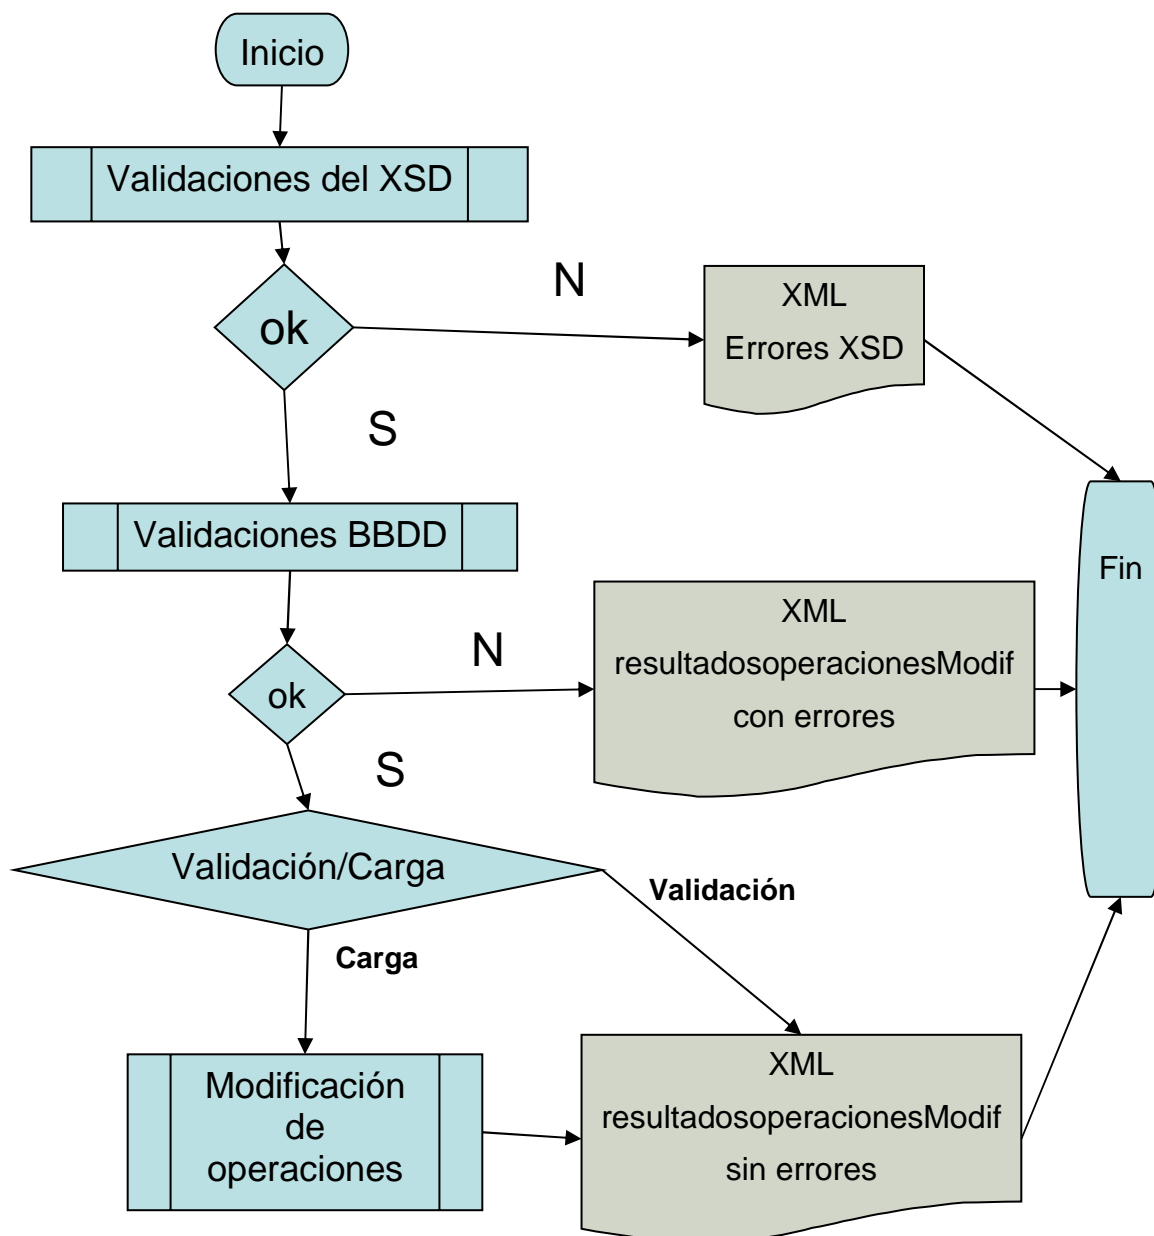 Inicio
Validaciones del XSD
ok
N
XML
Errores XSD
S
Validaciones BBDD
Fin
ok
N
XML
resultadosoperacionesModif
con errores
S
Validación/Carga
Validación
Carga
Modificación
de
operaciones
XML
resultadosoperacionesModif
sin errores